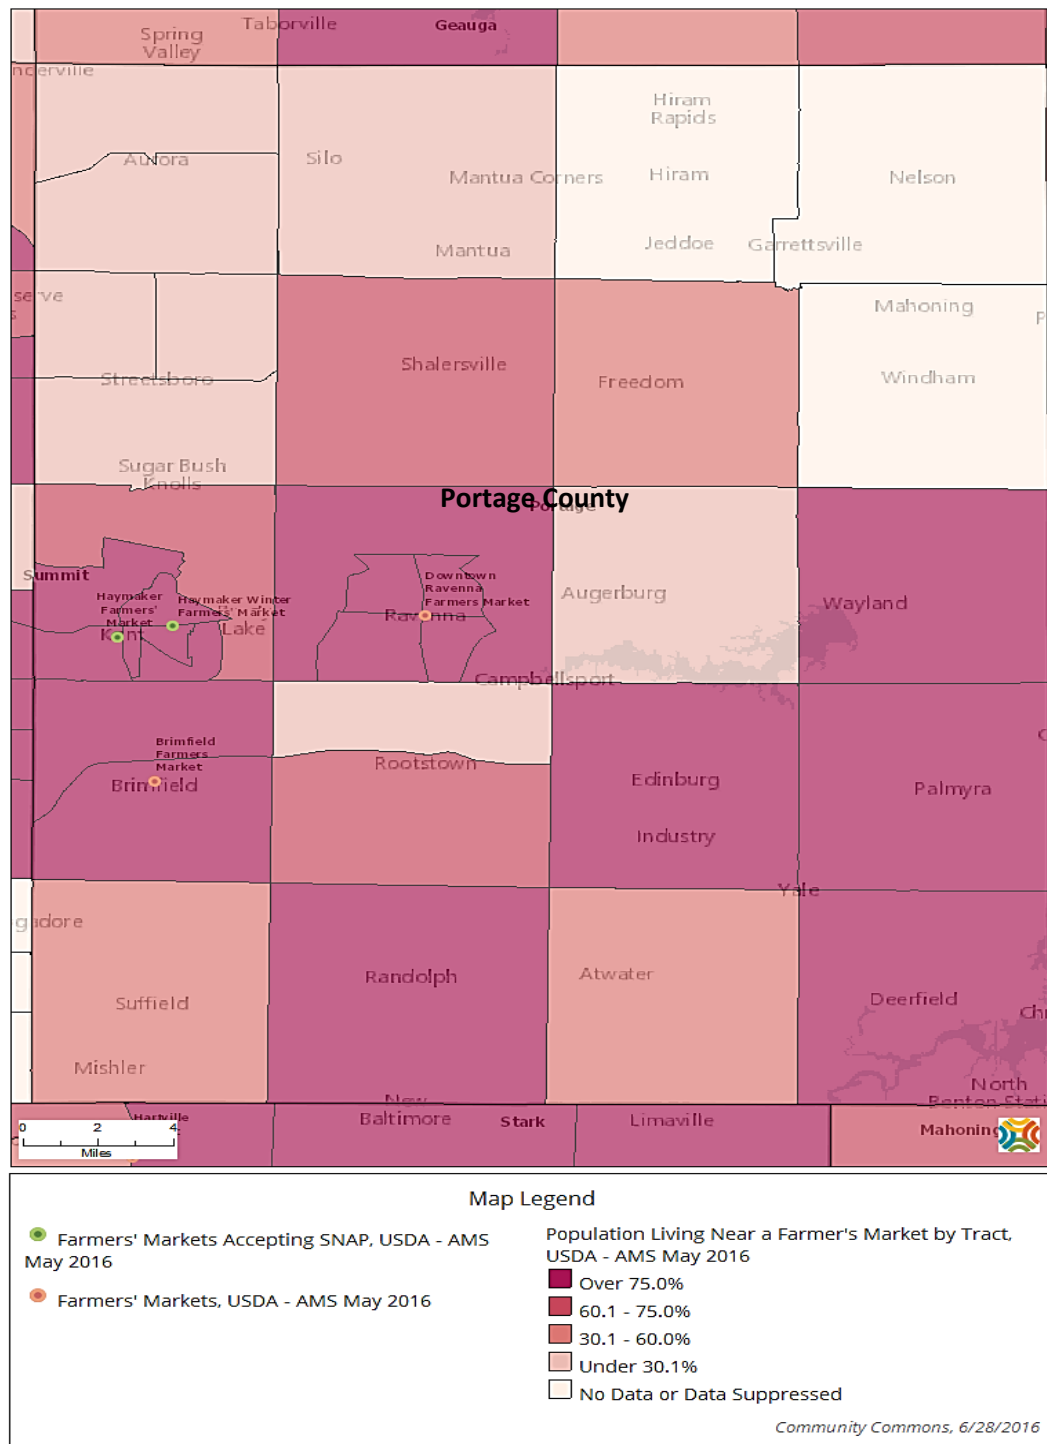 Spring
Valley
Taborville
Geauga
Hiram
Rapids
Aurora
Silo
Mantua Corners
Hiram
Nelson
Mantua
Jeddoe
Garrettsville
serve
Mahoning
Shalersville
Freedom
Windham
Streetsboro
Sugar Bush
Knolls
Portage County
Portage
Summit
Haymaker
Farmers'
Market
Haymaker Winter
Farmers' Market
Downtown
Ravenna
Farmers Market
Augerburg
Wayland
Kent
Lake
Ravenna
Campbellsport
Brimfield
Farmers
Market
Brimfield
Rootstown
Edinburg
Palmyra
Industry
Yale
gadore
Randolph
Atwater
Suffield
Deerfield
Mishler
North
Benton Stati
New
Baltimore
Hartville
Stark
Limaville
Mahoning
0 2 4
Miles
Map Legend
Farmers' Markets Accepting SNAP, USDA - AMS
May 2016
Farmers' Markets, USDA - AMS May 2016
Population Living Near a Farmer's Market by Tract,
USDA - AMS May 2016
Over 75.0%
60.1 - 75.0%
30.1 - 60.0%
Under 30.1%
No Data or Data Suppressed
Community Commons, 6/28/2016